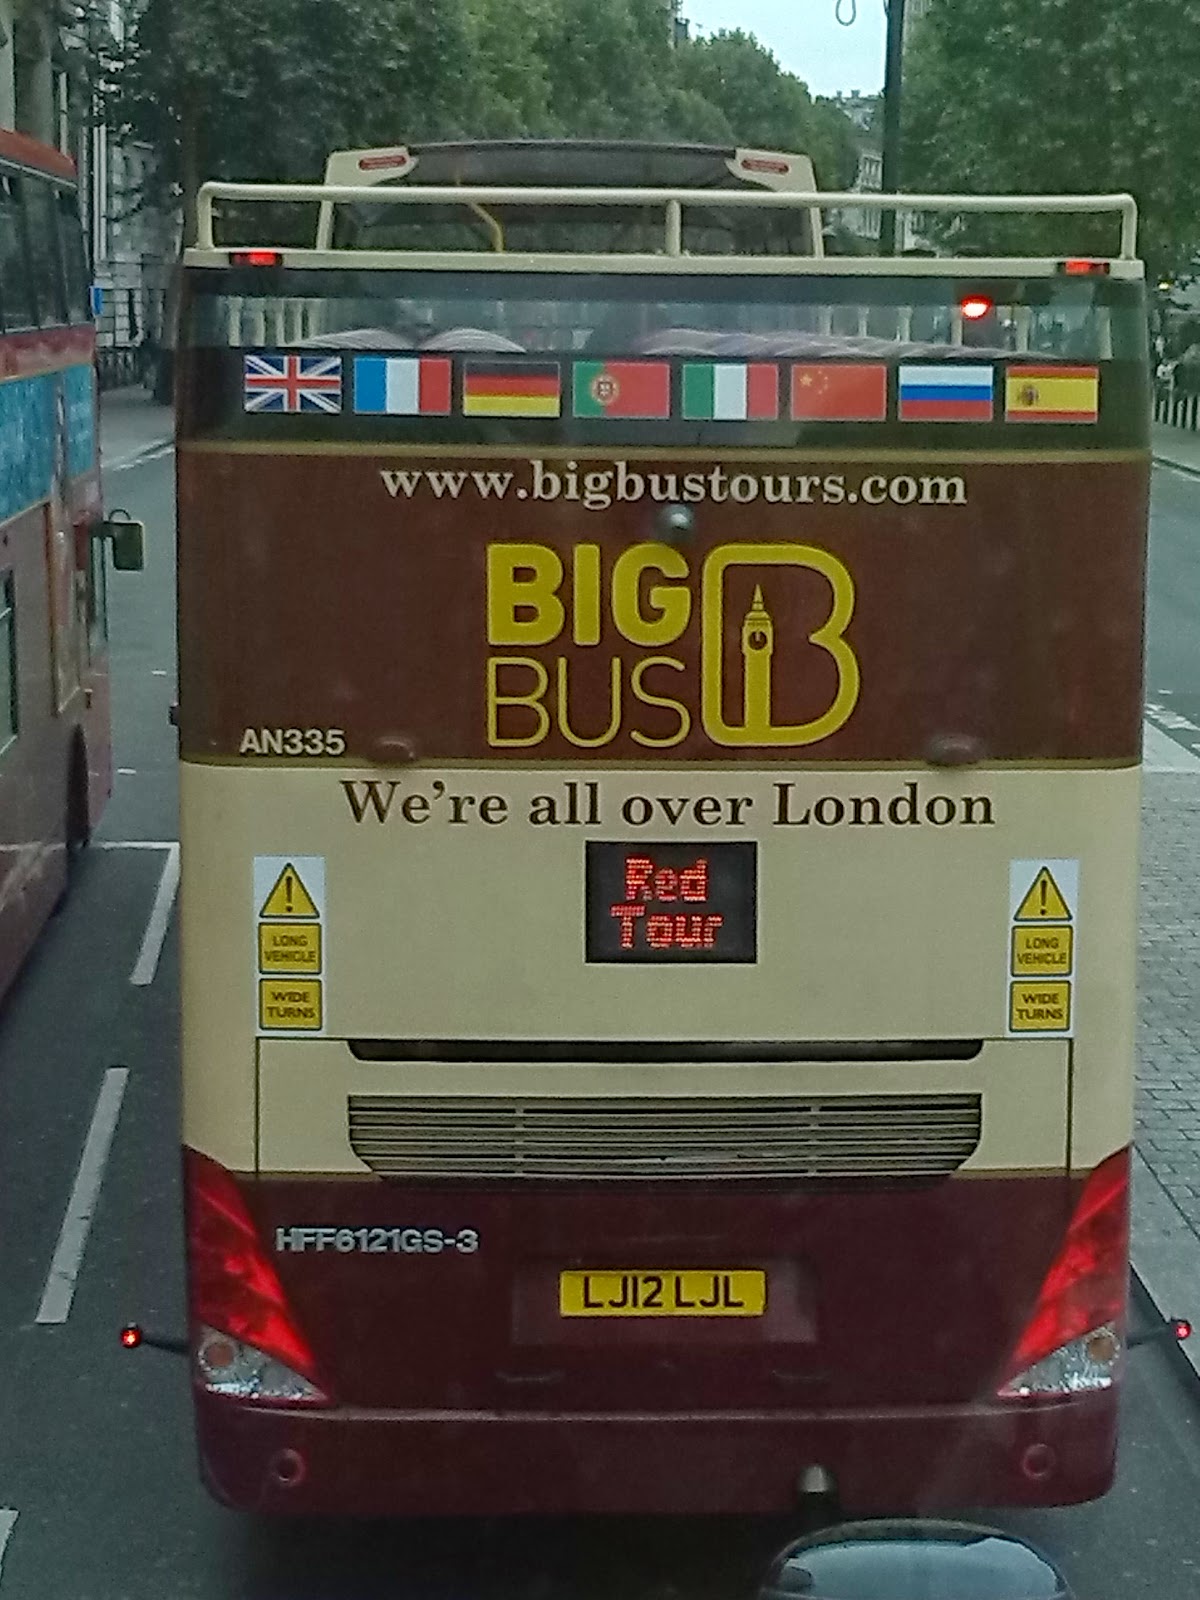 www.bigbustours.com
BIG
BUS
AN335
We're all over London
Red
Tour
LONG
VEHICLE
WIDE
TURNS
LONG
VEHICLE
WIDE
TURNS
HFF6121GS-3
LJ12 LJL